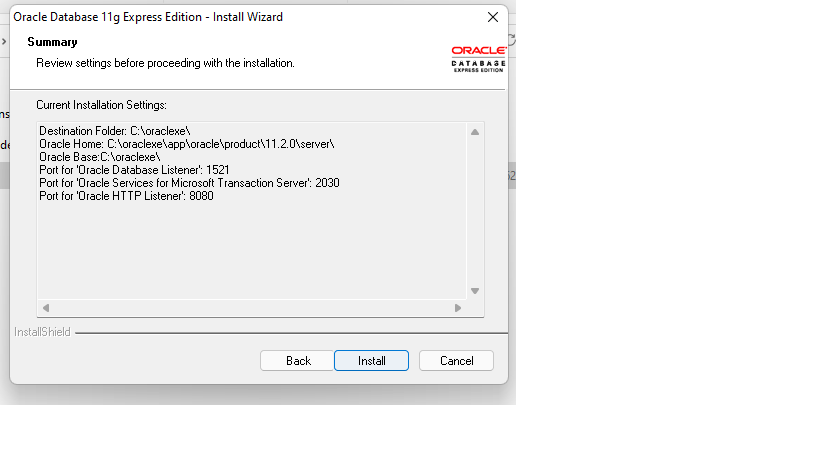 Oracle Database 11g Express Edition - Install Wizard
Summary
Review settings before proceeding with the installation.
ORACLE
DATABASE
EXPRESS EDITION
Current Installation Settings:
Destination Folder: C:\oraclexe\
Oracle Home: C:\oraclexe\app\oracle\product\11.2.0\server\
Oracle Base:C:\oraclexe\
Port for 'Oracle Database Listener': 1521
Port for 'Oracle Services for Microsoft Transaction Server': 2030
Port for 'Oracle HTTP Listener': 8080
InstallShield
Back
Install
Cancel